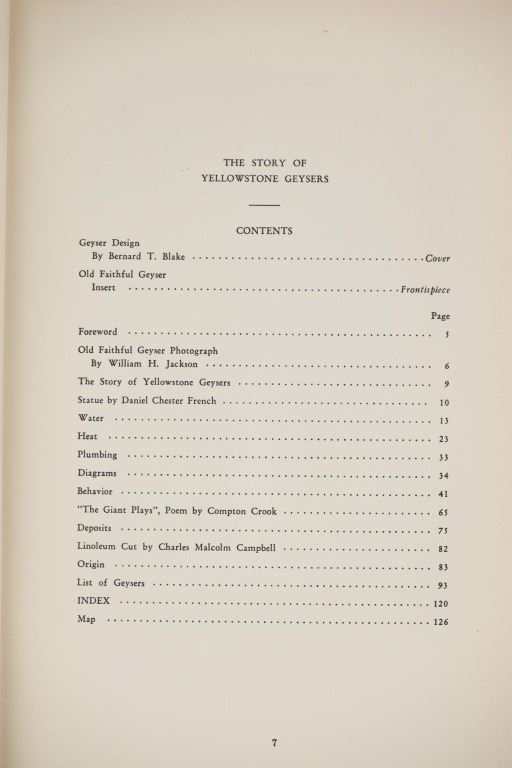 THE STORY OF
YELLOWSTONE GEYSERS
CONTENTS
Geyser Design
By Bernard T. Blake . . . . . . . . . . . . . . . . . . . . . . . . . . . . . . . . . . . . Cover
Old Faithful Geyser
Insert . . . . . . . . . . . . . . . . . . . . . . . . . . . . . . . . . . . . . . . . . . Frontispiece
Page
Foreword . . . . . . . . . . . . . . . . . . . . . . . . . . . . . . . . . . . . . . . . . . . . . . . 5
Old Faithful Geyser Photograph
By William H. Jackson . . . . . . . . . . . . . . . . . . . . . . . . . . . . . . . . . . . 6
The Story of Yellowstone Geysers . . . . . . . . . . . . . . . . . . . . . . . . . . . . . . 9
Statue by Daniel Chester French . . . . . . . . . . . . . . . . . . . . . . . . . . . . . . . . 10
Water . . . . . . . . . . . . . . . . . . . . . . . . . . . . . . . . . . . . . . . . . . . . . . . . . 13
Heat . . . . . . . . . . . . . . . . . . . . . . . . . . . . . . . . . . . . . . . . . . . . . . . . . . 23
Plumbing . . . . . . . . . . . . . . . . . . . . . . . . . . . . . . . . . . . . . . . . . . . . . . . 33
Diagrams . . . . . . . . . . . . . . . . . . . . . . . . . . . . . . . . . . . . . . . . . . . . . . . 34
Behavior . . . . . . . . . . . . . . . . . . . . . . . . . . . . . . . . . . . . . . . . . . . . . . . . 41
"The Giant Plays", Poem by Compton Crook . . . . . . . . . . . . . . . . . . . . . . . 65
Deposits . . . . . . . . . . . . . . . . . . . . . . . . . . . . . . . . . . . . . . . . . . . . . . . . 75
Linoleum Cut by Charles Malcolm Campbell . . . . . . . . . . . . . . . . . . . . . . . 82
Origin . . . . . . . . . . . . . . . . . . . . . . . . . . . . . . . . . . . . . . . . . . . . . . . . . 83
List of Geysers . . . . . . . . . . . . . . . . . . . . . . . . . . . . . . . . . . . . . . . . . . . 93
INDEX . . . . . . . . . . . . . . . . . . . . . . . . . . . . . . . . . . . . . . . . . . . . . . . . 120
Map . . . . . . . . . . . . . . . . . . . . . . . . . . . . . . . . . . . . . . . . . . . . . . . . . . 126
7